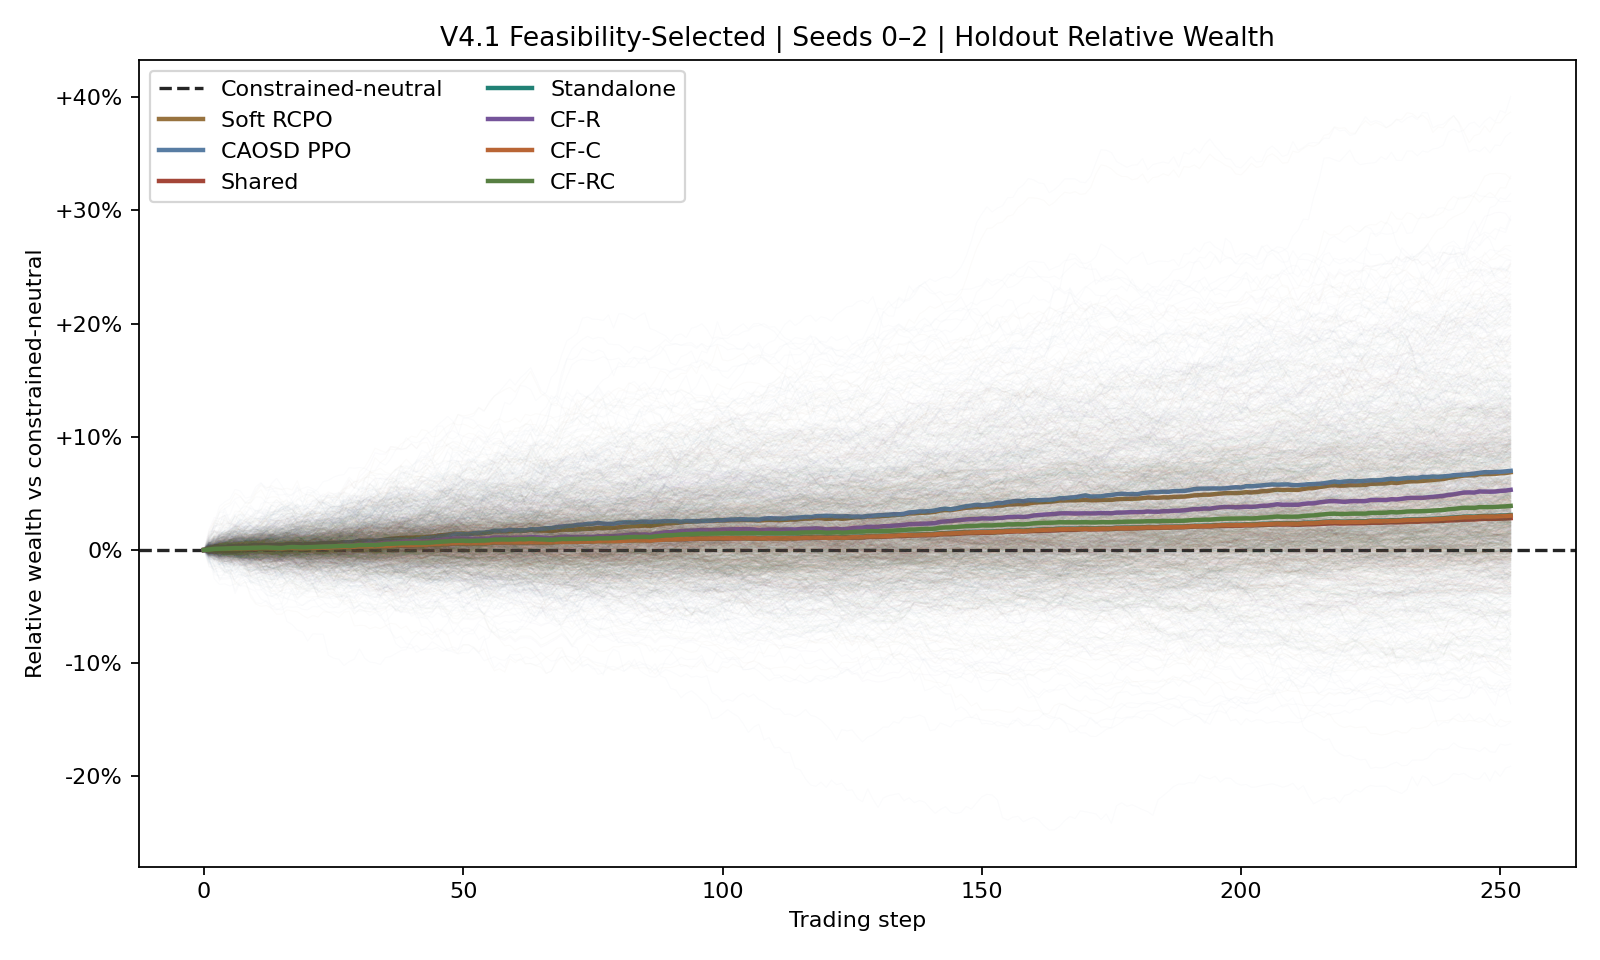 V4.1 Feasibility-Selected | Seeds 0–2 | Holdout Relative Wealth
Constrained-neutral
Soft RCPO
CAOSD PPO
Shared
Standalone
CF-R
CF-C
CF-RC
Relative wealth vs constrained-neutral
+40%
+30%
+20%
+10%
0%
-10%
-20%
0
50
100
150
200
250
Trading step